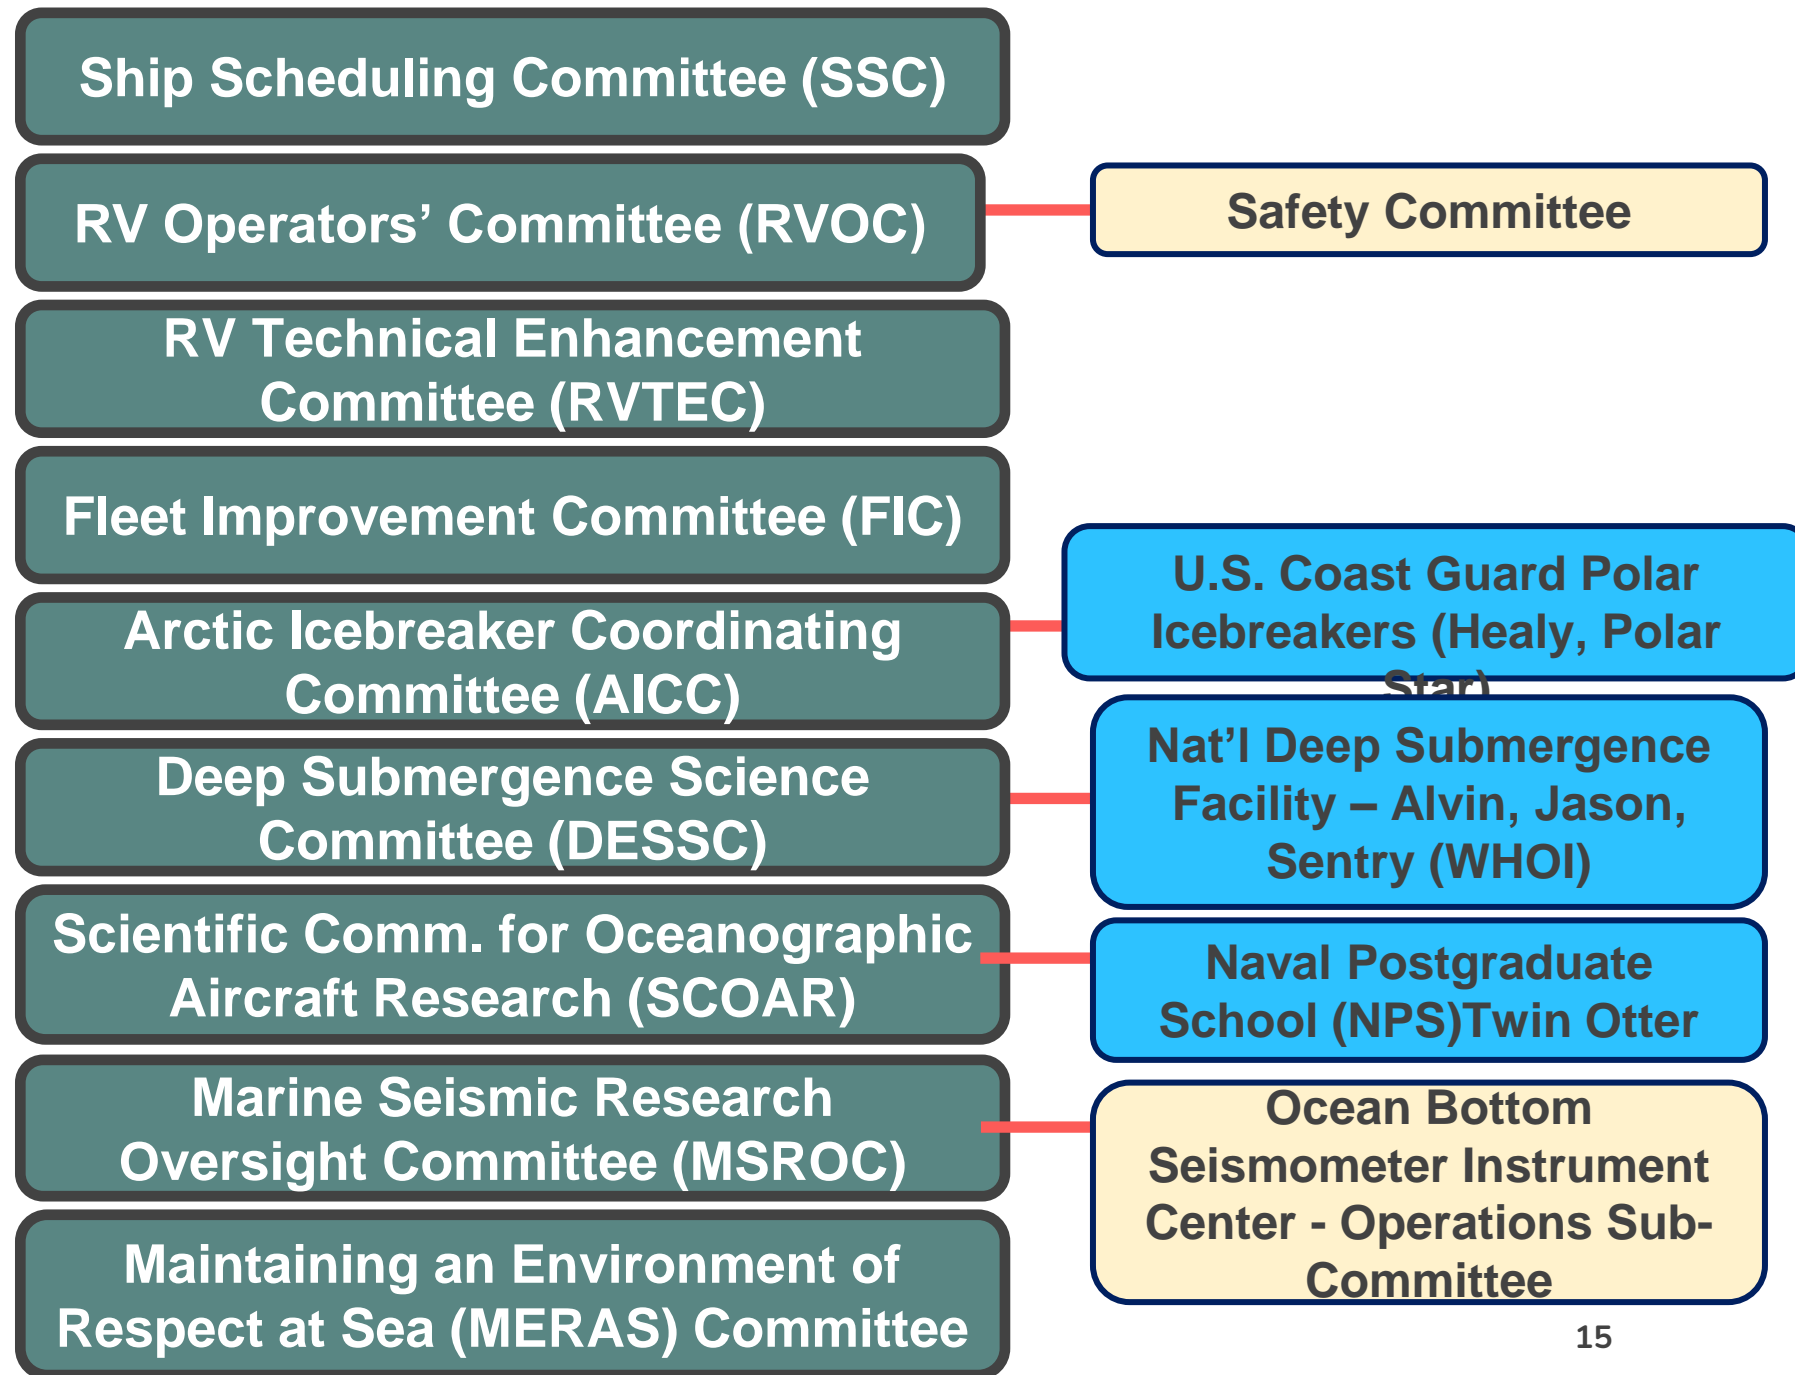 Ship Scheduling Committee (SSC)
RV Operators’ Committee (RVOC)
Safety Committee
RV Technical Enhancement
Committee (RVTEC)
Fleet Improvement Committee (FIC)
Arctic Icebreaker Coordinating
Committee (AICC)
U.S. Coast Guard Polar
Icebreakers (Healy, Polar
Star)
Deep Submergence Science
Committee (DESSC)
Nat’l Deep Submergence
Facility – Alvin, Jason,
Sentry (WHOI)
Scientific Comm. for Oceanographic
Aircraft Research (SCOAR)
Naval Postgraduate
School (NPS)Twin Otter
Marine Seismic Research
Oversight Committee (MSROC)
Ocean Bottom
Seismometer Instrument
Center - Operations Sub-
Committee
Maintaining an Environment of
Respect at Sea (MERAS) Committee
15